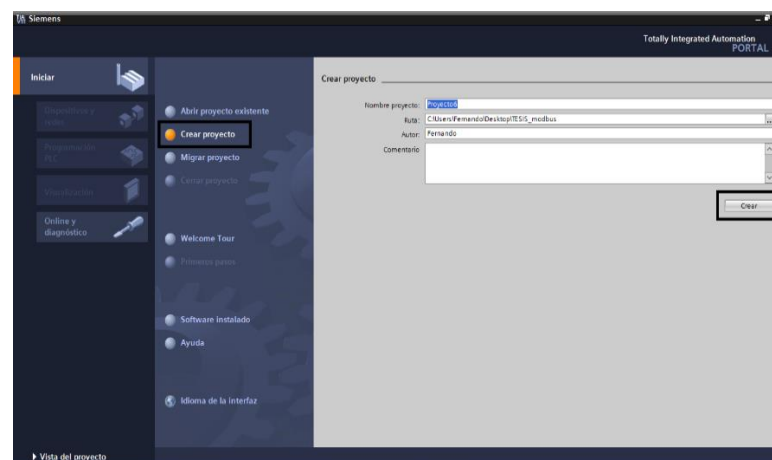 Siemens
Totally Integrated Automation
PORTAL
Iniciar
Dispositivos y
redes
Programación
PLC
Visualización
Online y
diagnóstico
Abrir proyecto existente
Crear proyecto
Migrar proyecto
Cerrar proyecto
Welcome Tour
Primeros pasos
Software instalado
Ayuda
Idioma de la interfaz
Crear proyecto
Nombre proyecto: Proyecto6
Ruta: C:\Users\Fernando\Desktop\TESIS_modbus
Autor: Fernando
Comentario
Crear
Vista del proyecto